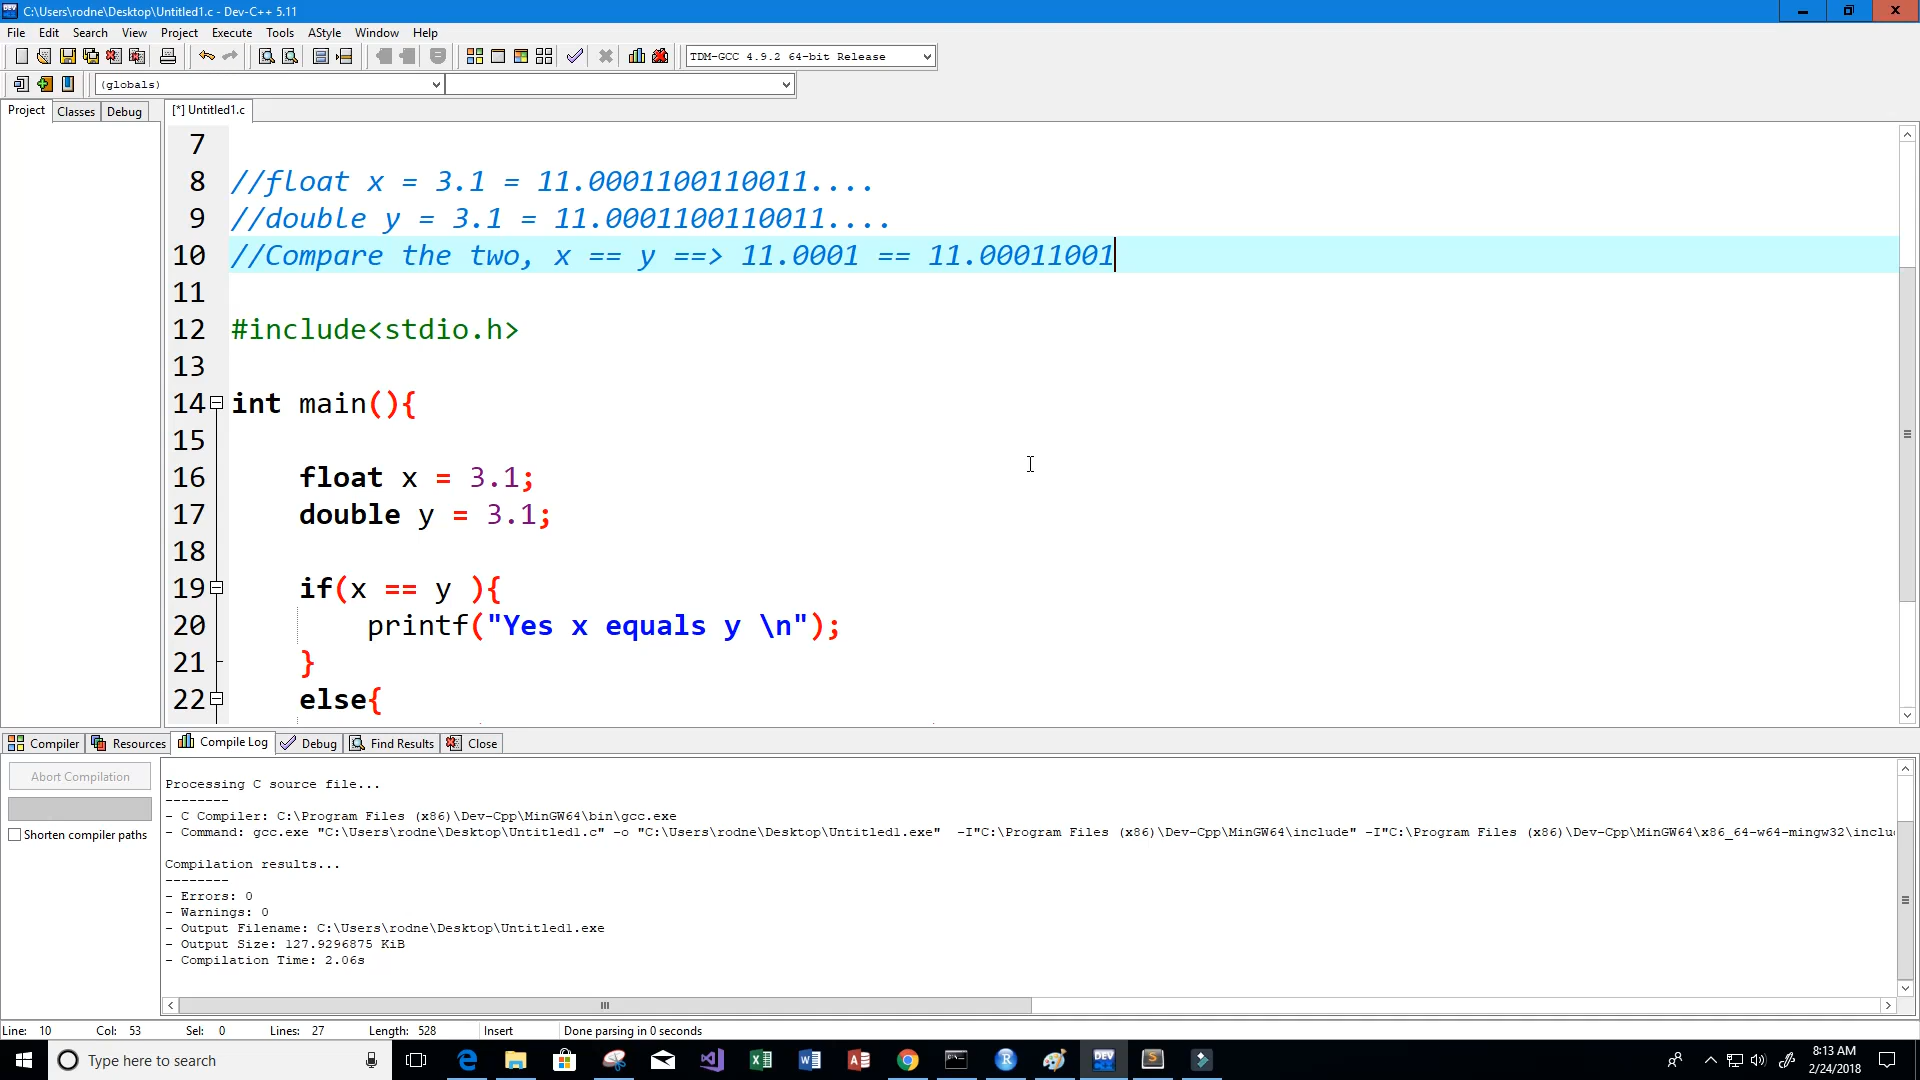 C:\Users\rodne\Desktop\Untitled1.c - Dev-C++ 5.11
File Edit Search View Project Execute Tools AStyle Window Help
TDM-GCC 4.9.2 64-bit Release
(globals)
Project Classes Debug [*] Untitled1.c
7
8 //float x = 3.1 = 11.0001100110011....
9 //double y = 3.1 = 11.0001100110011....
10 //Compare the two, x == y ==> 11.0001 == 11.00011001
11
12 #include<stdio.h>
13
14 int main(){
15
16 float x = 3.1;
17 double y = 3.1;
18
19 if(x == y ){
20 printf("Yes x equals y \n");
21 }
22 else{
Compiler Resources Compile Log Debug Find Results Close
Abort Compilation
Shorten compiler paths
Processing C source file...
--------
- C Compiler: C:\Program Files (x86)\Dev-Cpp\MinGW64\bin\gcc.exe
- Command: gcc.exe "C:\Users\rodne\Desktop\Untitled1.c" -o "C:\Users\rodne\Desktop\Untitled1.exe" -I"C:\Program Files (x86)\Dev-Cpp\MinGW64\include" -I"C:\Program Files (x86)\Dev-Cpp\MinGW64\x86_64-w64-mingw32\inclu
Compilation results...
--------
- Errors: 0
- Warnings: 0
- Output Filename: C:\Users\rodne\Desktop\Untitled1.exe
- Output Size: 127.9296875 KiB
- Compilation Time: 2.06s
Line: 10 Col: 53 Sel: 0 Lines: 27 Length: 528 Insert Done parsing in 0 seconds
Type here to search
8:13 AM
2/24/2018